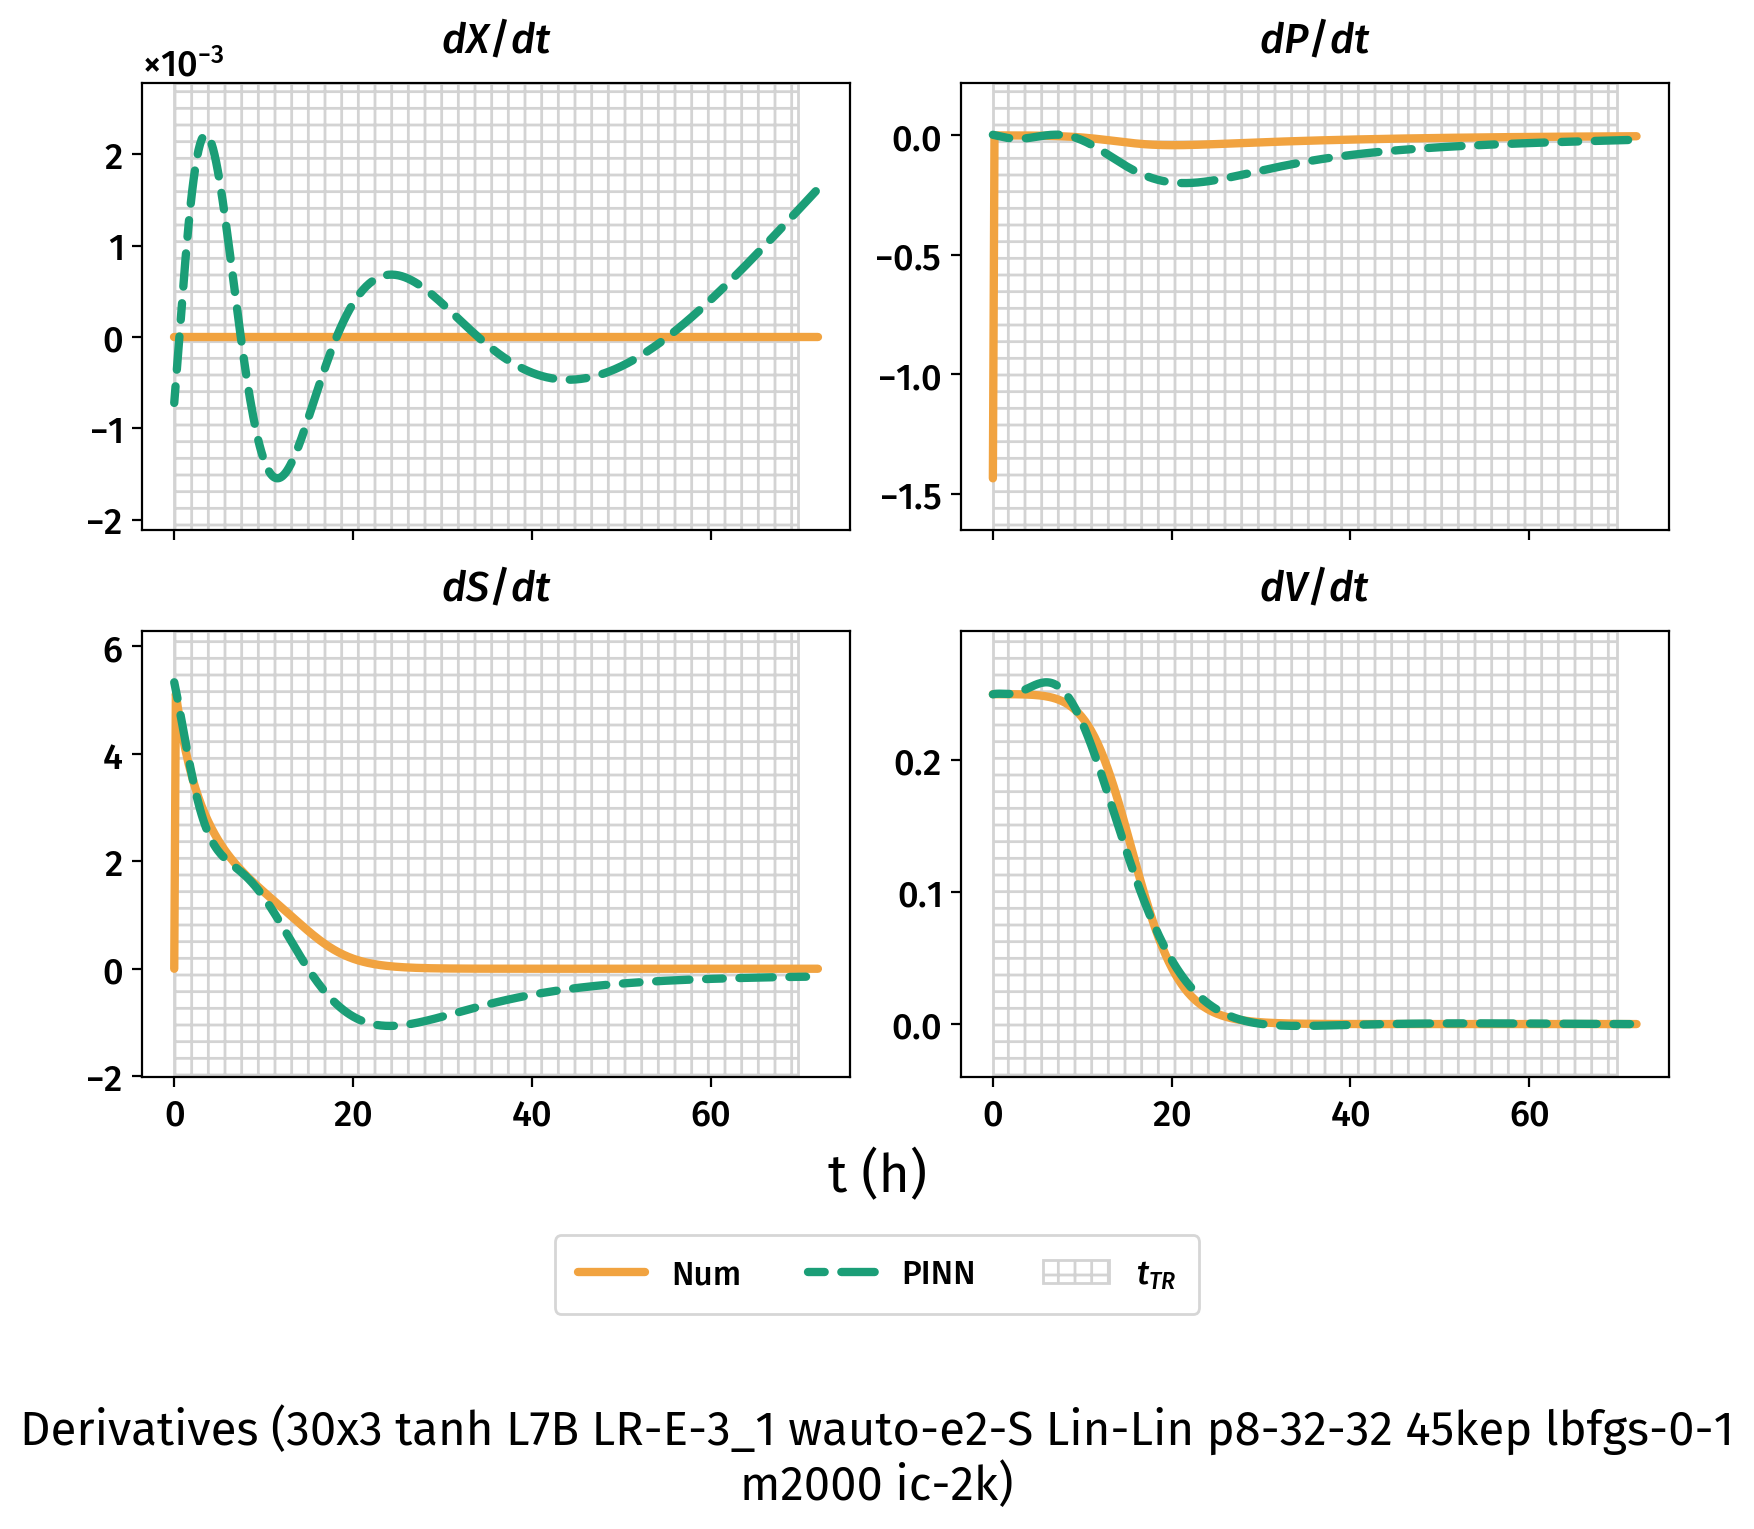 dX/dt
dP/dt
×10⁻³
2
1
0
−1
−2
0.0
−0.5
−1.0
−1.5
dS/dt
dV/dt
6
4
2
0
−2
0.2
0.1
0.0
0 20 40 60
0 20 40 60
t (h)
Num PINN t_TR
Derivatives (30x3 tanh L7B LR-E-3_1 wauto-e2-S Lin-Lin p8-32-32 45kep lbfgs-0-1
m2000 ic-2k)